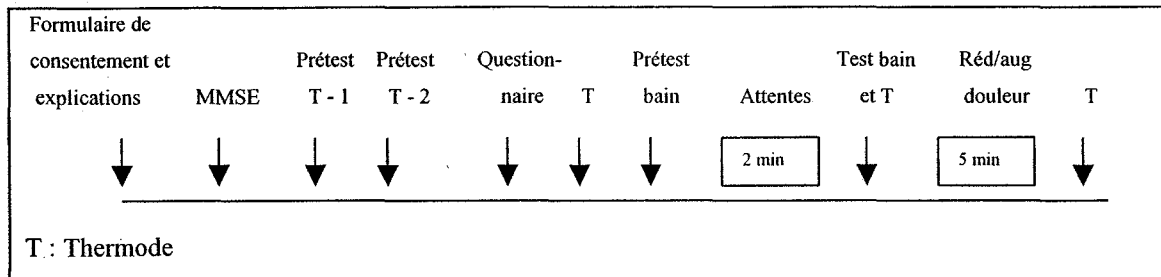 Formulaire de
consentement et Prétest Prétest Question- Prétest Test bain Réd/aug
explications MMSE T - 1 T - 2 naire T bain Attentes et T douleur T
2 min 5 min
T : Thermode